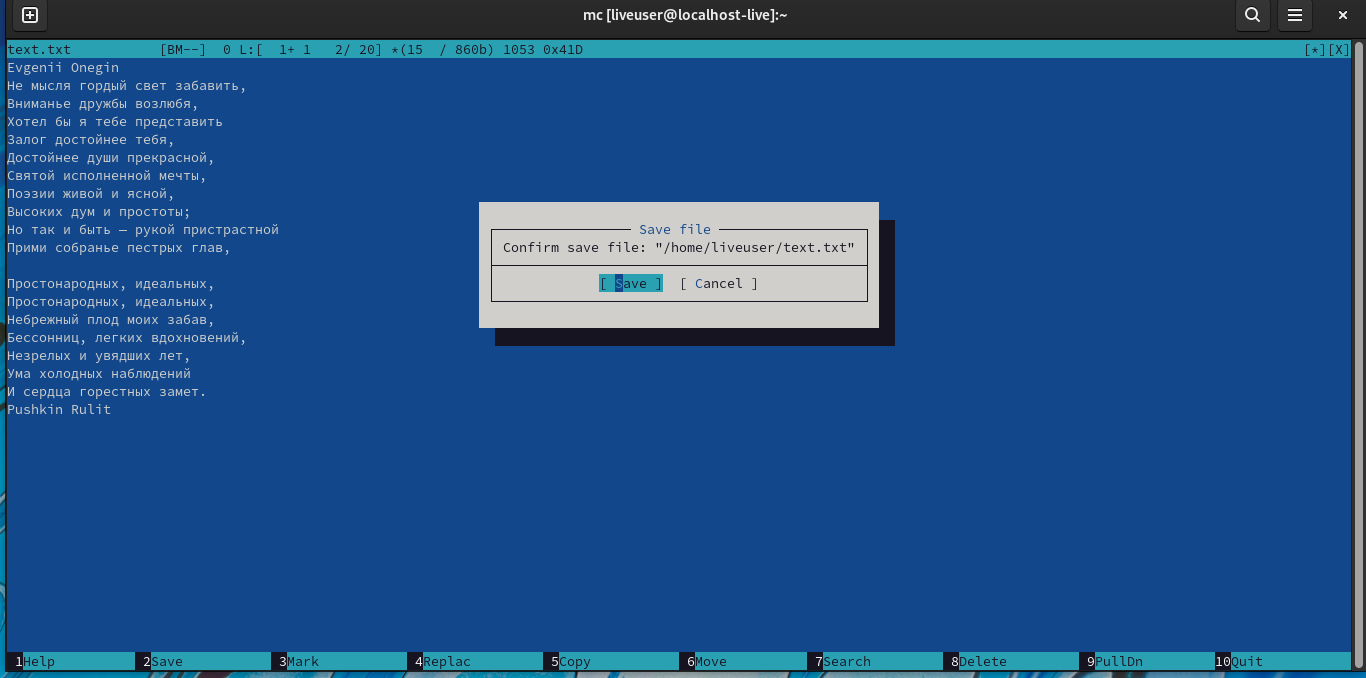 mc [liveuser@localhost-live]:~
text.txt [BM--] 0 L:[ 1+ 1 2/ 20] *(15 / 860b) 1053 0x41D [*][X]
Evgenii Onegin
Не мысля гордый свет забавить,
Вниманье дружбы возлюбя,
Хотел бы я тебе представить
Залог достойнее тебя,
Достойнее души прекрасной,
Святой исполненной мечты,
Поэзии живой и ясной,
Высоких дум и простоты;
Но так и быть — рукой пристрастной
Прими собранье пестрых глав,
Простонародных, идеальных,
Простонародных, идеальных,
Небрежный плод моих забав,
Бессонниц, легких вдохновений,
Незрелых и увядших лет,
Ума холодных наблюдений
И сердца горестных замет.
Pushkin Rulit
Save file
Confirm save file: "/home/liveuser/text.txt"
[ Save ] [ Cancel ]
1Help 2Save 3Mark 4Replac 5Copy 6Move 7Search 8Delete 9PullDn 10Quit